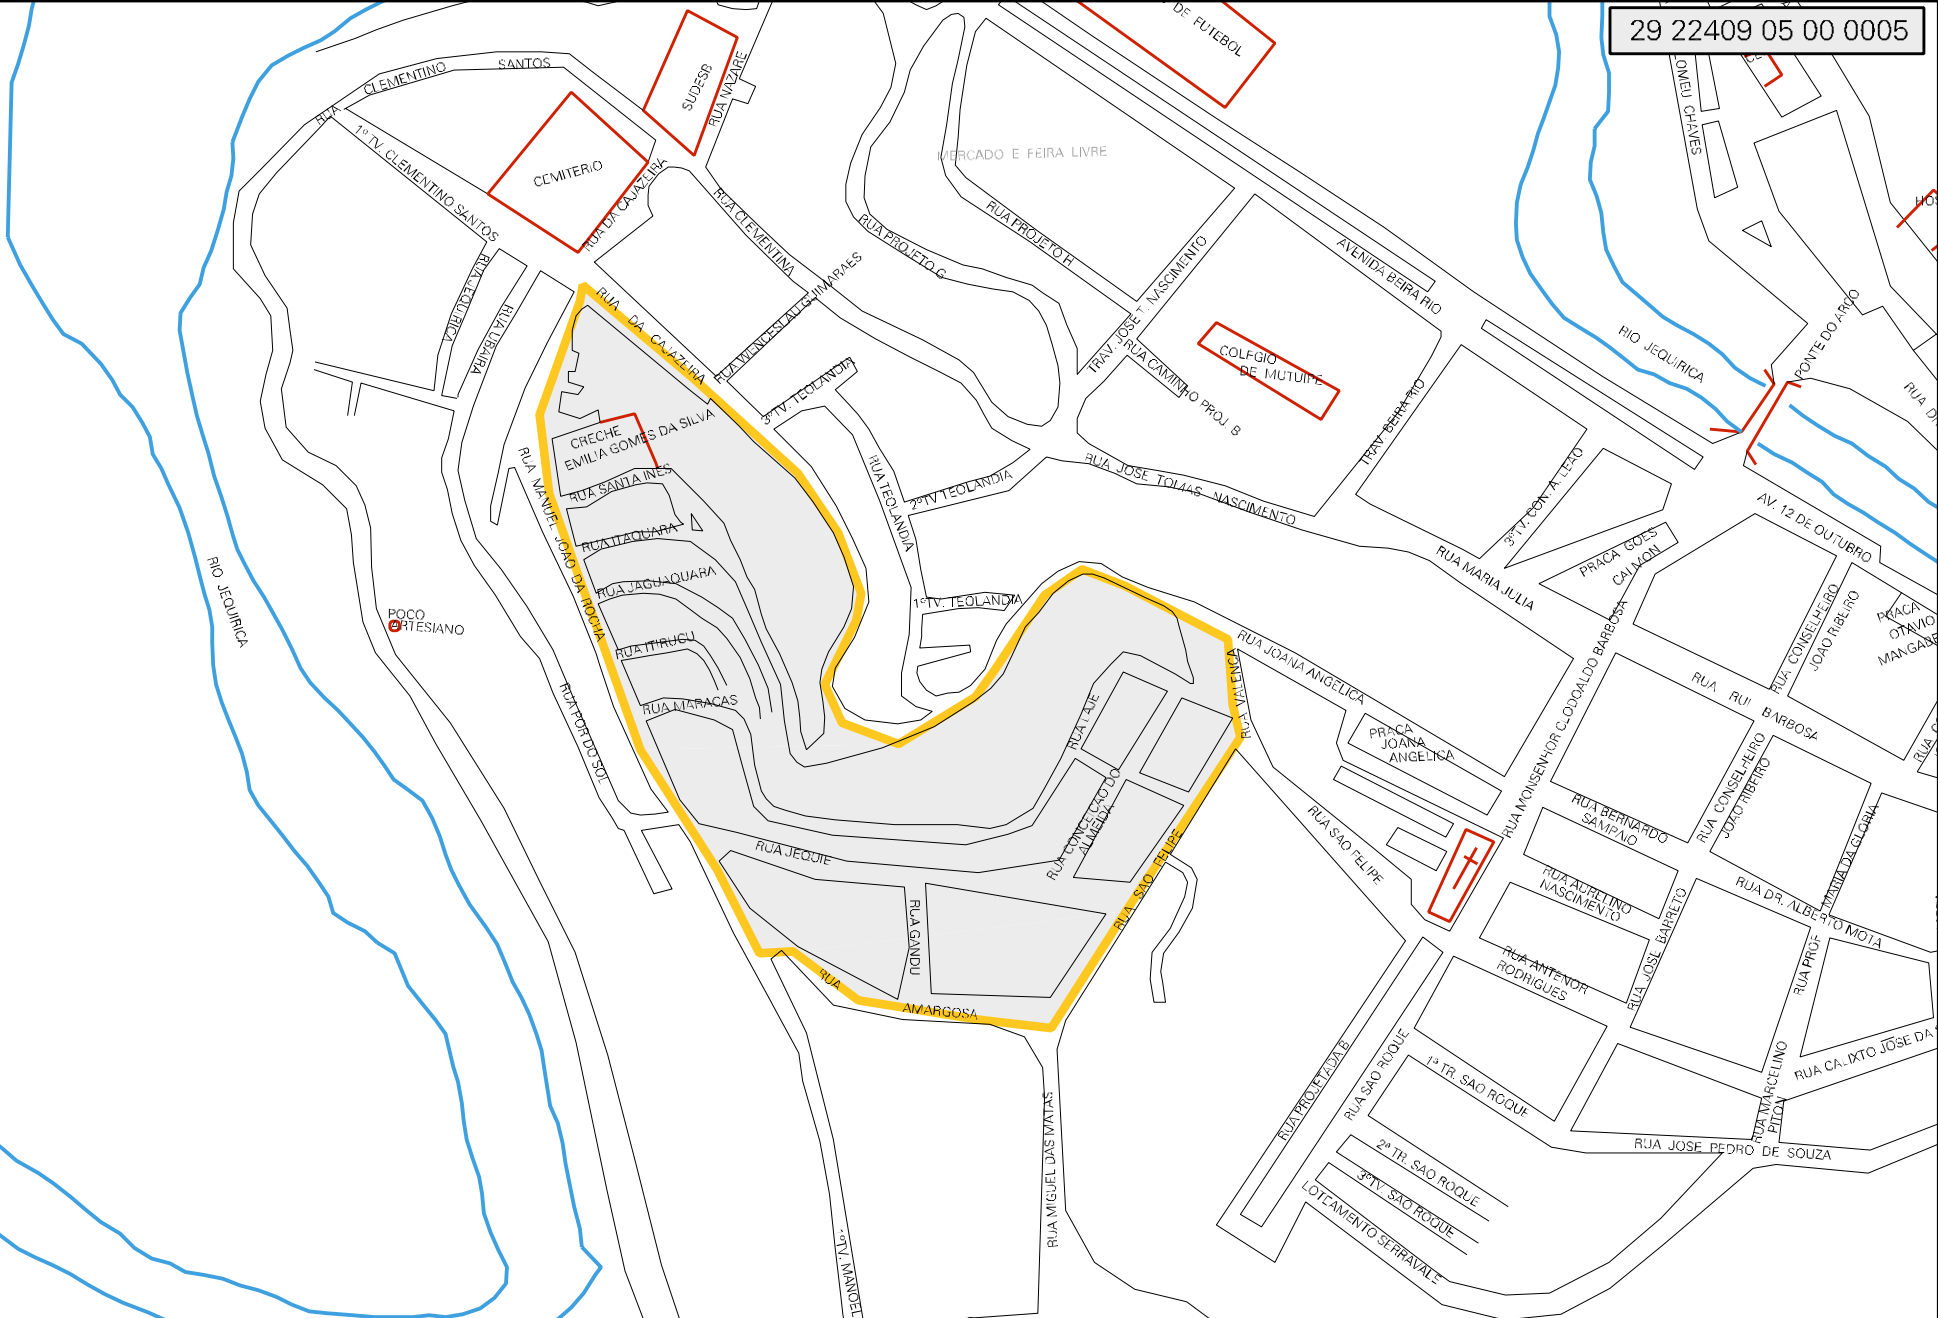 29 22409 05 00 0005
DE FUTEBOL
SUDESB
RUA NAZARE
RUA CLEMENTINO SANTOS
1º TV. CLEMENTINO SANTOS
CEMITERIO
RUA DA CAJAZEIRA
MERCADO E FEIRA LIVRE
RUA CLEMENTINA
RUA PROJETO G
RUA PROJETO H
AVENIDA BEIRA RIO
TRAV. JOSE T. NASCIMENTO
RUA JEQUIRICA
RUA UBAIRA
RUA DA CAJAZEIRA
RUA WENCESLAU GUIMARAES
3º TV. TEOLANDIA
RUA CAMINHO PROJ. B
COLEGIO
DE MUTUIPE
RIO JEQUIRICA
PONTE DO ARCO
OMEU CHAVES
TRAV. BEIRA RIO
CRECHE
EMILIA GOMES DA SILVA
RUA SANTA INES
RUA ITAQUARA
RUA JAGUAQUARA
RUA ITIRUCU
RUA MARACAS
RUA MANUEL JOAO DA ROCHA
RUA TEOLANDIA
2º TV TEOLANDIA
1º TV. TEOLANDIA
RUA JOSE TOMAS NASCIMENTO
RUA MARIA JULIA
3º TV. CON. A. LEAO
PRACA GOES
CALMON
AV. 12 DE OUTUBRO
RIO JEQUIRICA
POCO
ARTESIANO
RUA POR DO SOL
RUA JOANA ANGELICA
RUA VALENCA
PRACA
JOANA
ANGELICA
RUA MONSENHOR CLODOALDO BARBOSA
RUA CONSELHEIRO
JOAO RIBEIRO
PRACA
OTAVIO
RUA RUI BARBOSA
RUA LAJE
RUA CONCEICAO DO
ALMEIDA
RUA SAO FELIPE
RUA SAO FELIPE
RUA JEQUIE
RUA GANDU
RUA AMARGOSA
RUA BERNARDO
SAMPAIO
RUA CONSELHEIRO
JOAO RIBEIRO
RUA AURELINO
NASCIMENTO
RUA DR. ALBERTO MOTA
MARIA DA GLORIA
RUA PROF
RUA ANTENOR
RODRIGUES
RUA JOSE BARRETO
RUA CALIXTO JOSE DA
RUA MARCELINO
PITON
RUA JOSE PEDRO DE SOUZA
RUA PROJETADA B
RUA SAO ROQUE
1ª TR. SAO ROQUE
2ª TR. SAO ROQUE
3º TV. SAO ROQUE
LOTEAMENTO SERRAVALE
RUA MIGUEL DAS MATAS
1º TV. MANOEL